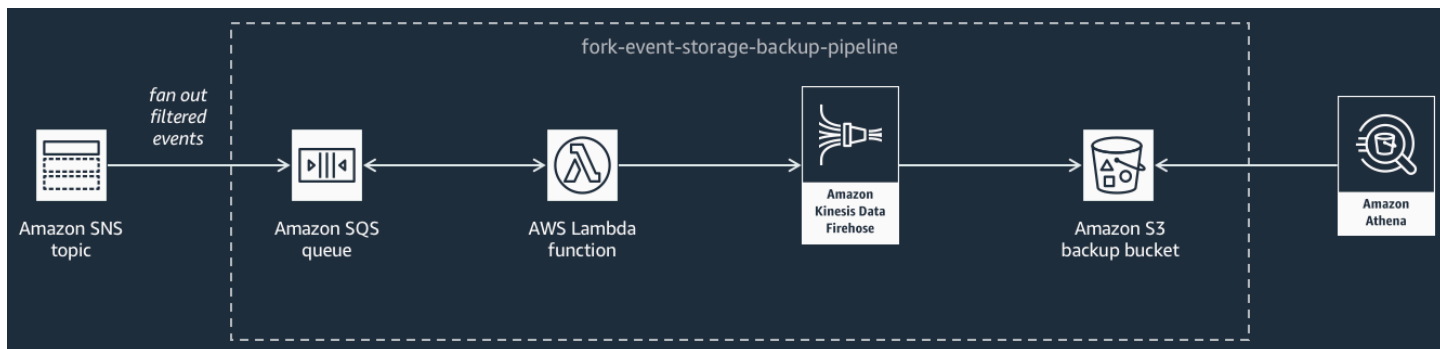 fork-event-storage-backup-pipeline
fan out
filtered
events
Amazon SNS
topic
Amazon SQS
queue
AWS Lambda
function
Amazon
Kinesis Data
Firehose
Amazon S3
backup bucket
Amazon
Athena